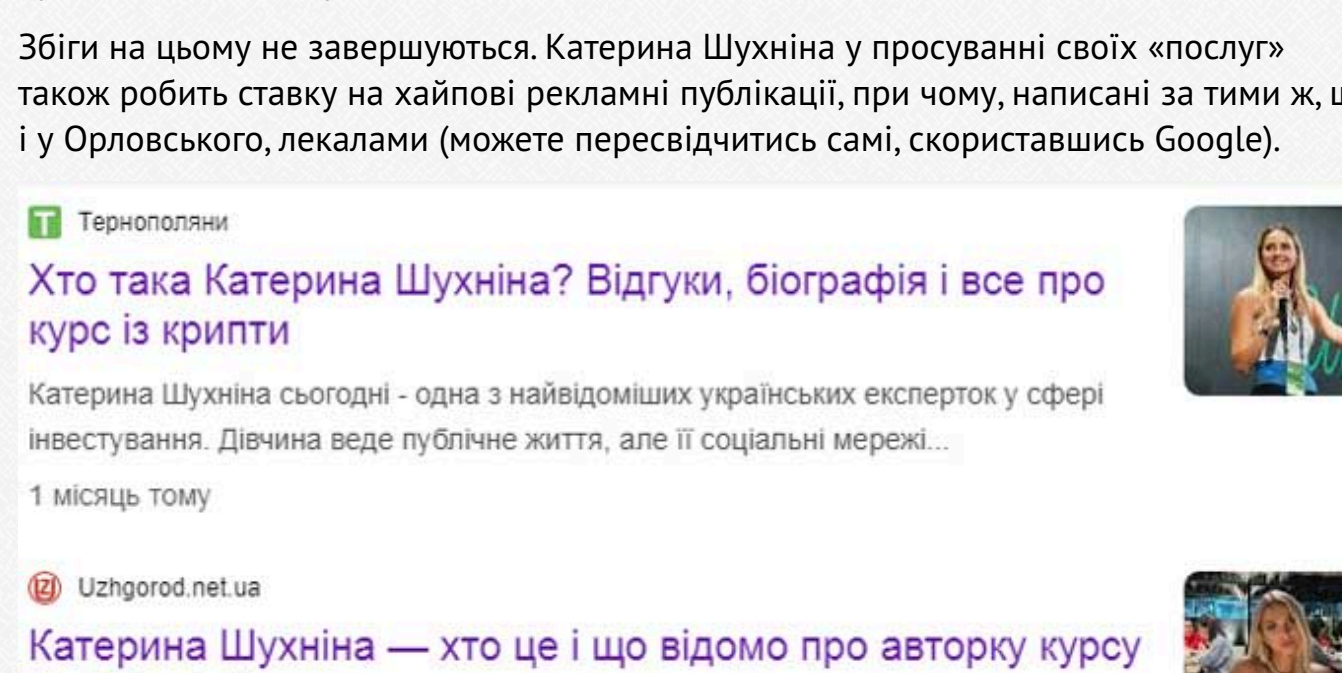 Збіги на цьому не завершуються. Катерина Шухніна у просуванні своїх «послуг»
також робить ставку на хайпові рекламні публікації, при чому, написані за тими ж,
і у Орловського, лекалами (можете пересвідчитись самі, скориставшись Google).
Тернополяни
Хто така Катерина Шухніна? Відгуки, біографія і все про
курс із крипти
Катерина Шухніна сьогодні - одна з найвідоміших українських експерток у сфері
інвестування. Дівчина веде публічне життя, але її соціальні мережі...
1 місяць тому
Uzhgorod.net.ua
Катерина Шухніна — хто це і що відомо про авторку курсу